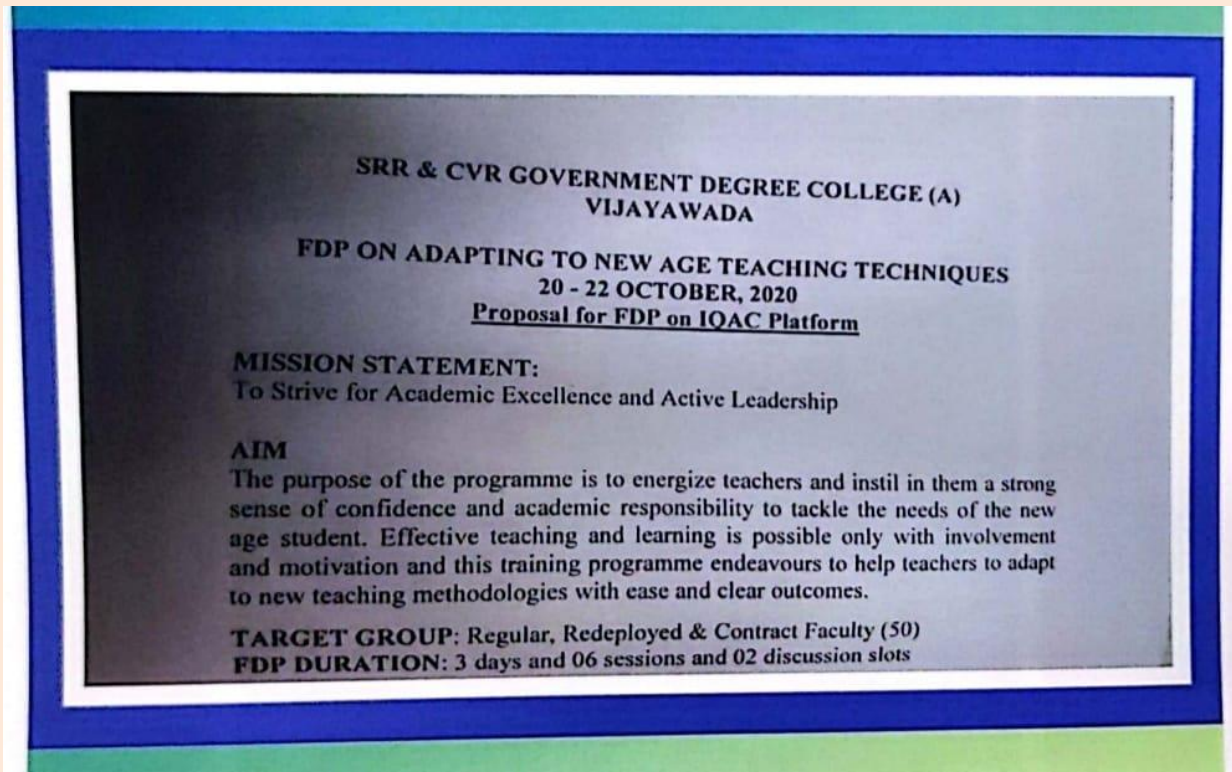 SRR & CVR GOVERNMENT DEGREE COLLEGE (A)
VIJAYAWADA
FDP ON ADAPTING TO NEW AGE TEACHING TECHNIQUES
20 - 22 OCTOBER, 2020
Proposal for FDP on IQAC Platform
MISSION STATEMENT:
To Strive for Academic Excellence and Active Leadership
AIM
The purpose of the programme is to energize teachers and instil in them a strong
sense of confidence and academic responsibility to tackle the needs of the new
age student. Effective teaching and learning is possible only with involvement
and motivation and this training programme endeavours to help teachers to adapt
to new teaching methodologies with ease and clear outcomes.
TARGET GROUP: Regular, Redeployed & Contract Faculty (50)
FDP DURATION: 3 days and 06 sessions and 02 discussion slots